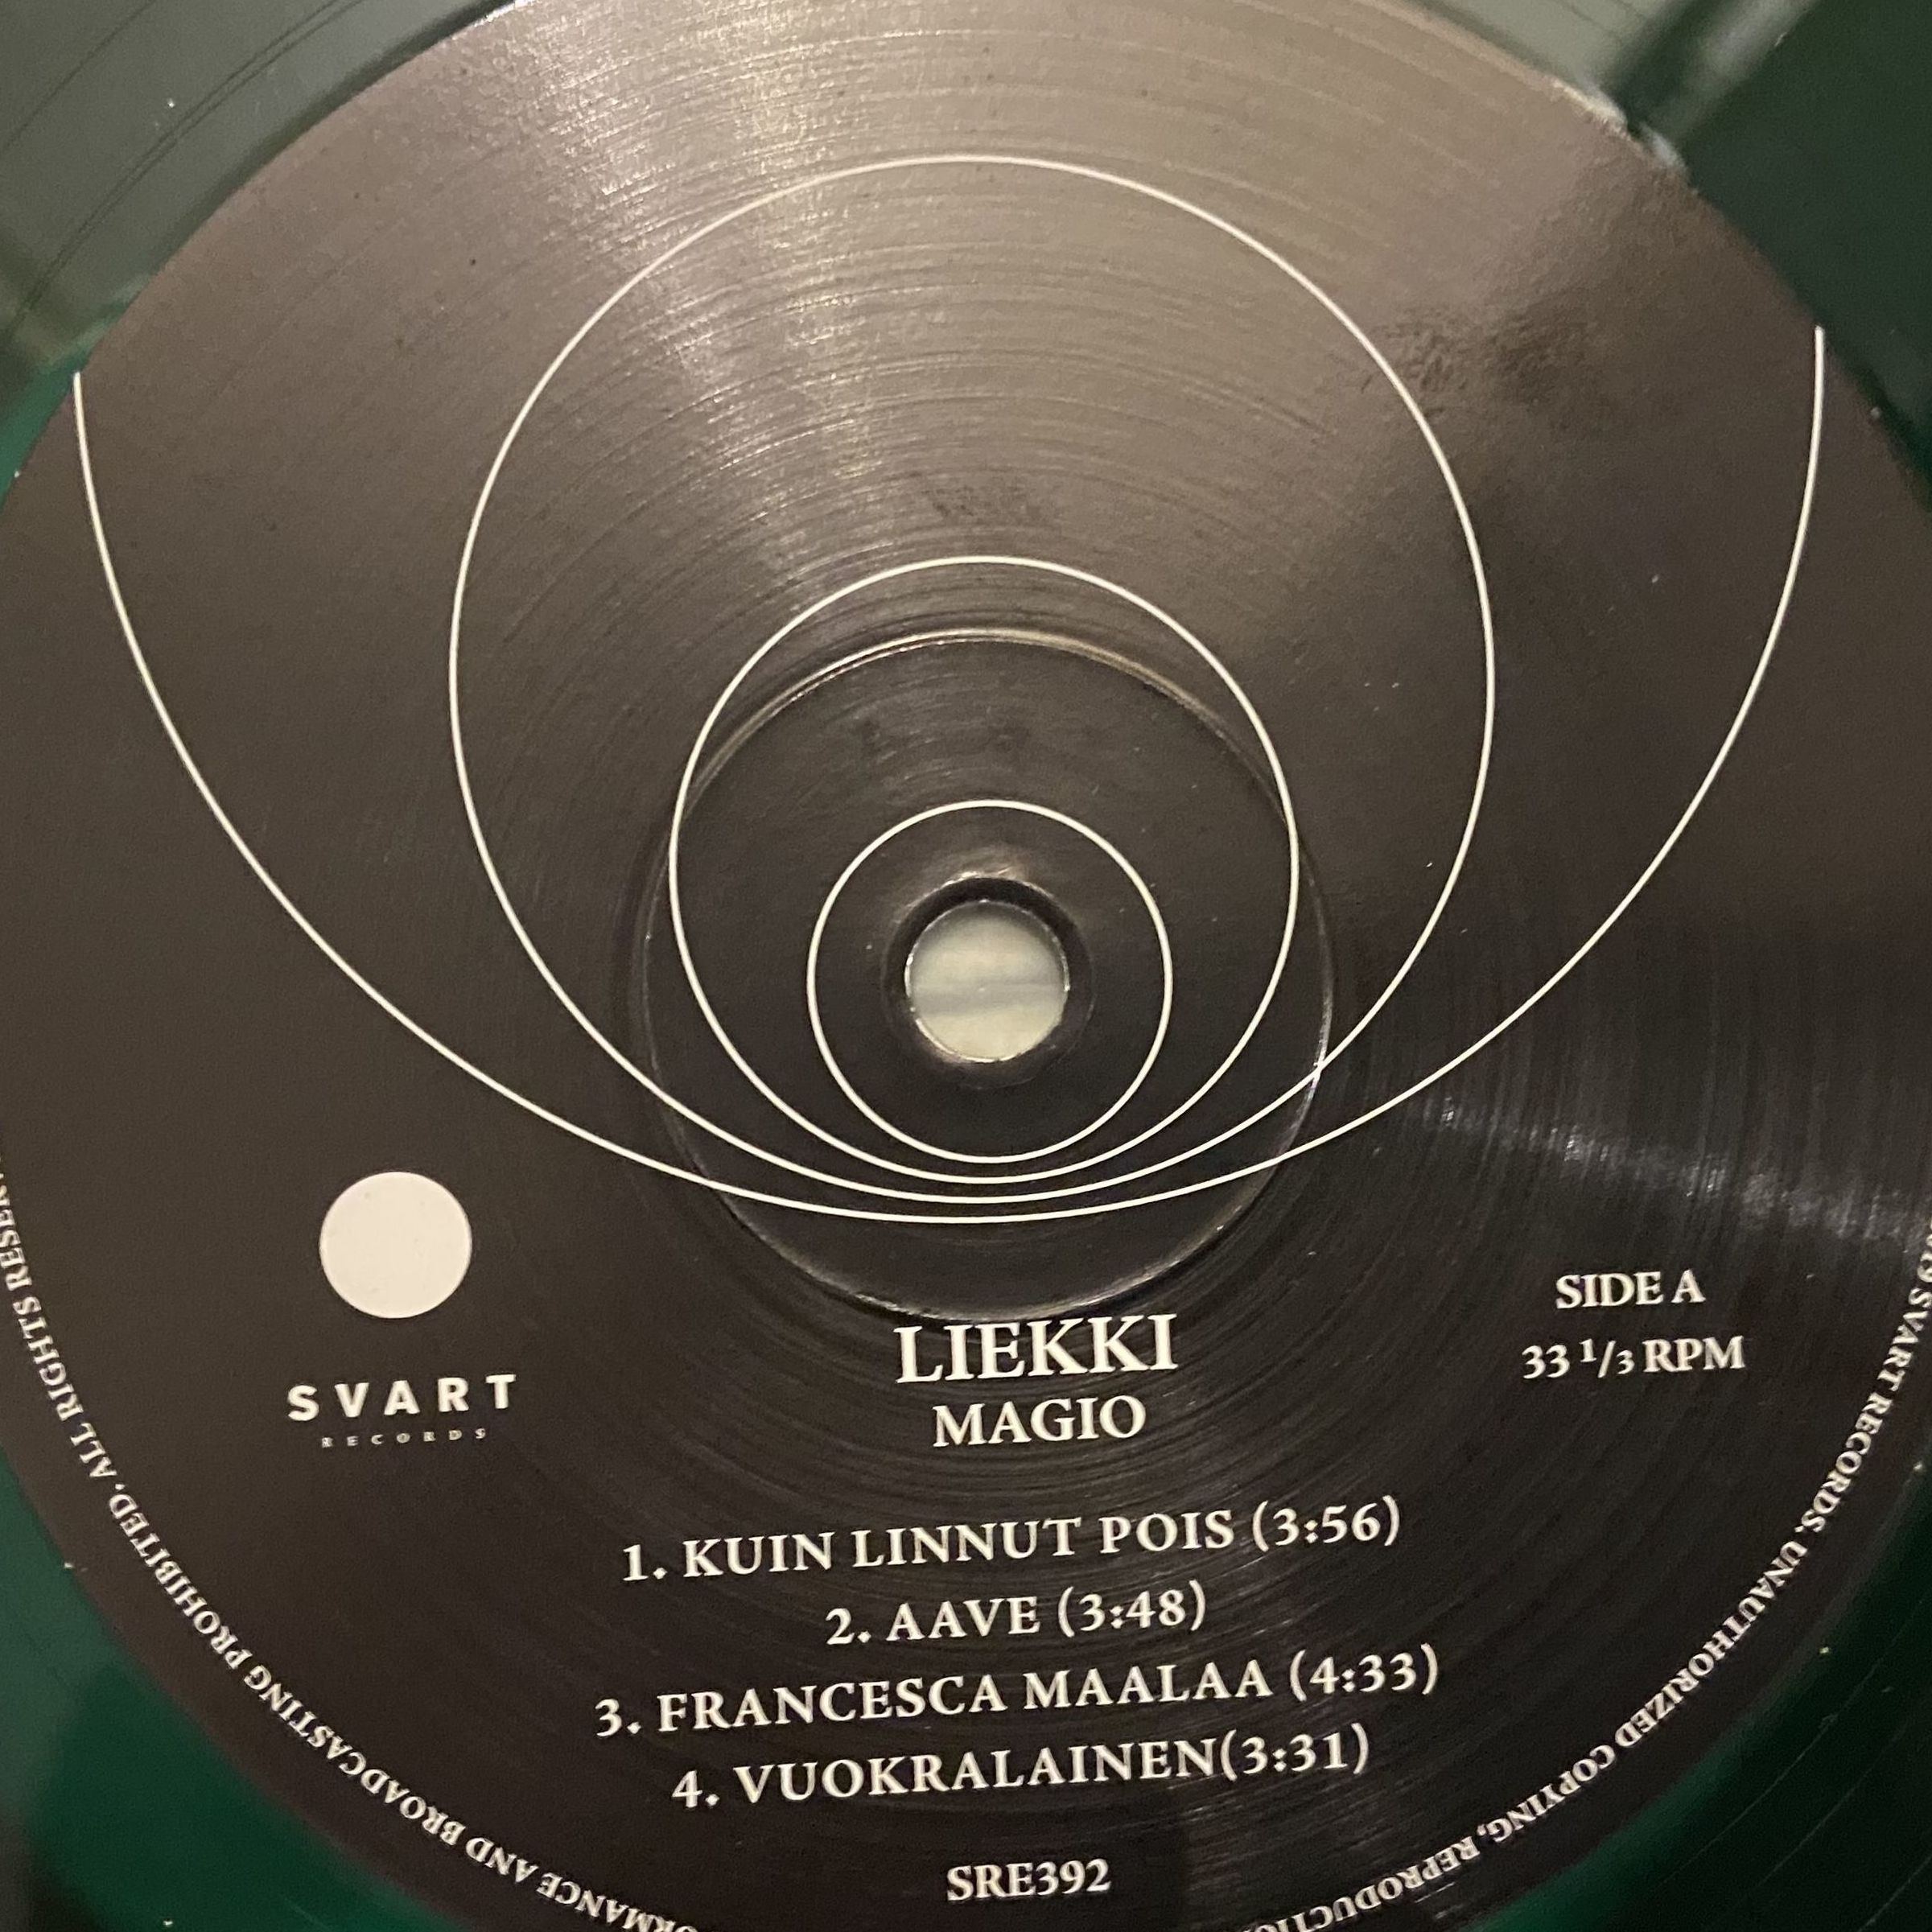 SVART
RECORDS
LIEKKI
MAGIO
SIDE A
33 1/3 RPM
1. KUIN LINNUT POIS (3:56)
2. AAVE (3:48)
3. FRANCESCA MAALAA (4:33)
4. VUOKRALAINEN(3:31)
SRE392
SVART RECORDS. UNAUTHORIZED COPYING,
AND BROADCASTING PROHIBITED. ALL RIGHTS